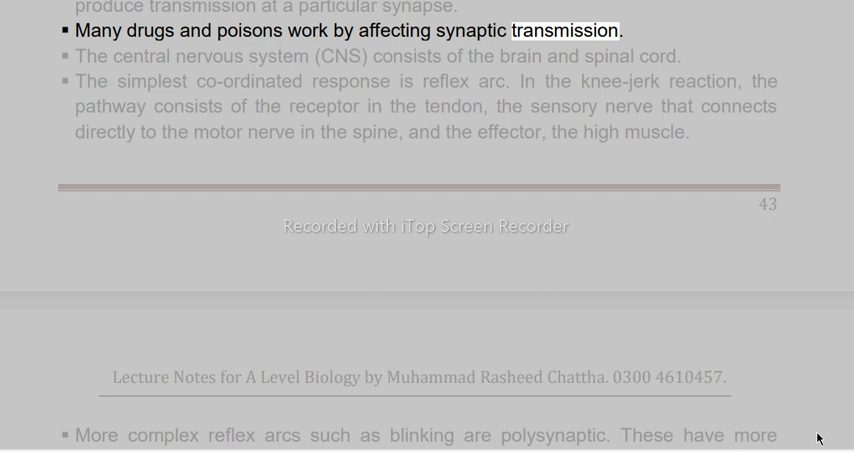 produce transmission at a particular synapse.
▪ Many drugs and poisons work by affecting synaptic transmission.
▪ The central nervous system (CNS) consists of the brain and spinal cord.
▪ The simplest co-ordinated response is reflex arc. In the knee-jerk reaction, the
pathway consists of the receptor in the tendon, the sensory nerve that connects
directly to the motor nerve in the spine, and the effector, the high muscle.
43
Recorded with iTop Screen Recorder
Lecture Notes for A Level Biology by Muhammad Rasheed Chattha. 0300 4610457.
▪ More complex reflex arcs such as blinking are polysynaptic. These have more